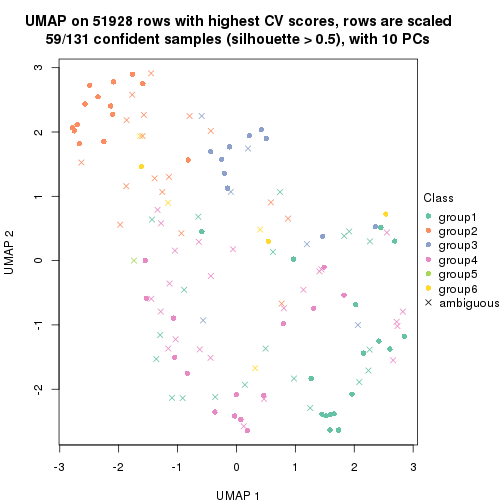 UMAP on 51928 rows with highest CV scores, rows are scaled
59/131 confident samples (silhouette > 0.5), with 10 PCs
3
2
1
0
-1
-2
UMAP 2
-3
-2
-1
0
1
2
3
UMAP 1
Class
group1
group2
group3
group4
group5
group6
ambiguous